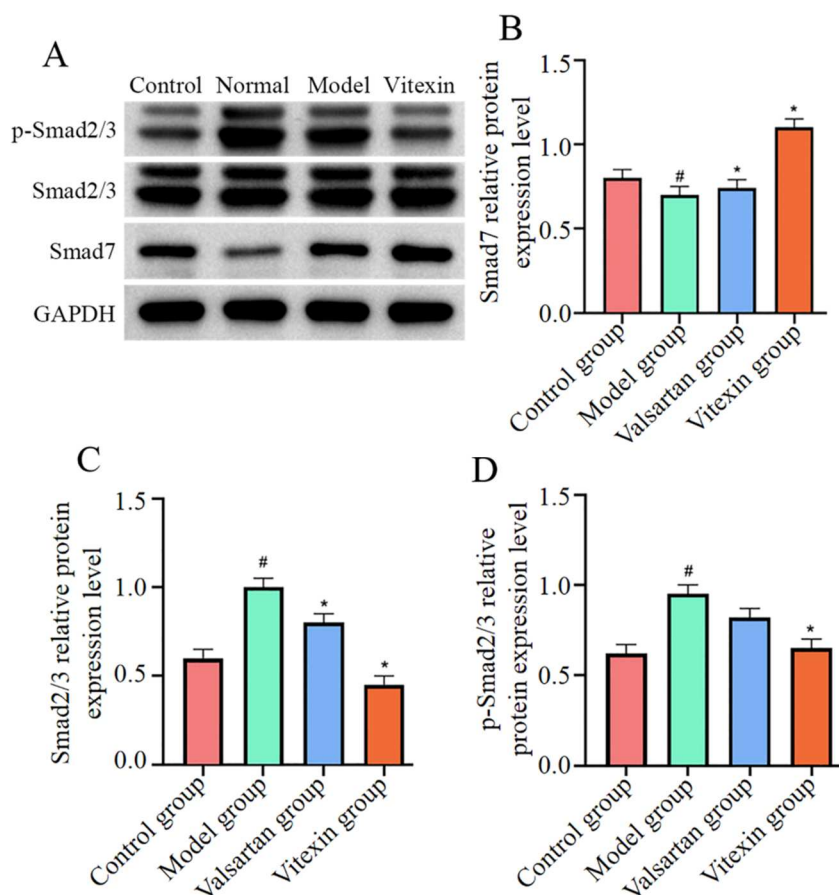 A
Control Normal Model Vitexin
p-Smad2/3
Smad2/3
Smad7
GAPDH
B
Smad7 relative protein
expression level
1.5
1.0
0.5
0.0
*
#
*
Control group
Model group
Valsartan group
Vitexin group
C
Smad2/3 relative protein
expression level
1.5
1.0
0.5
0.0
#
*
*
Control group
Model group
Valsartan group
Vitexin group
D
p-Smad2/3 relative
protein expression level
1.5
1.0
0.5
0.0
#
*
Control group
Model group
Valsartan group
Vitexin group